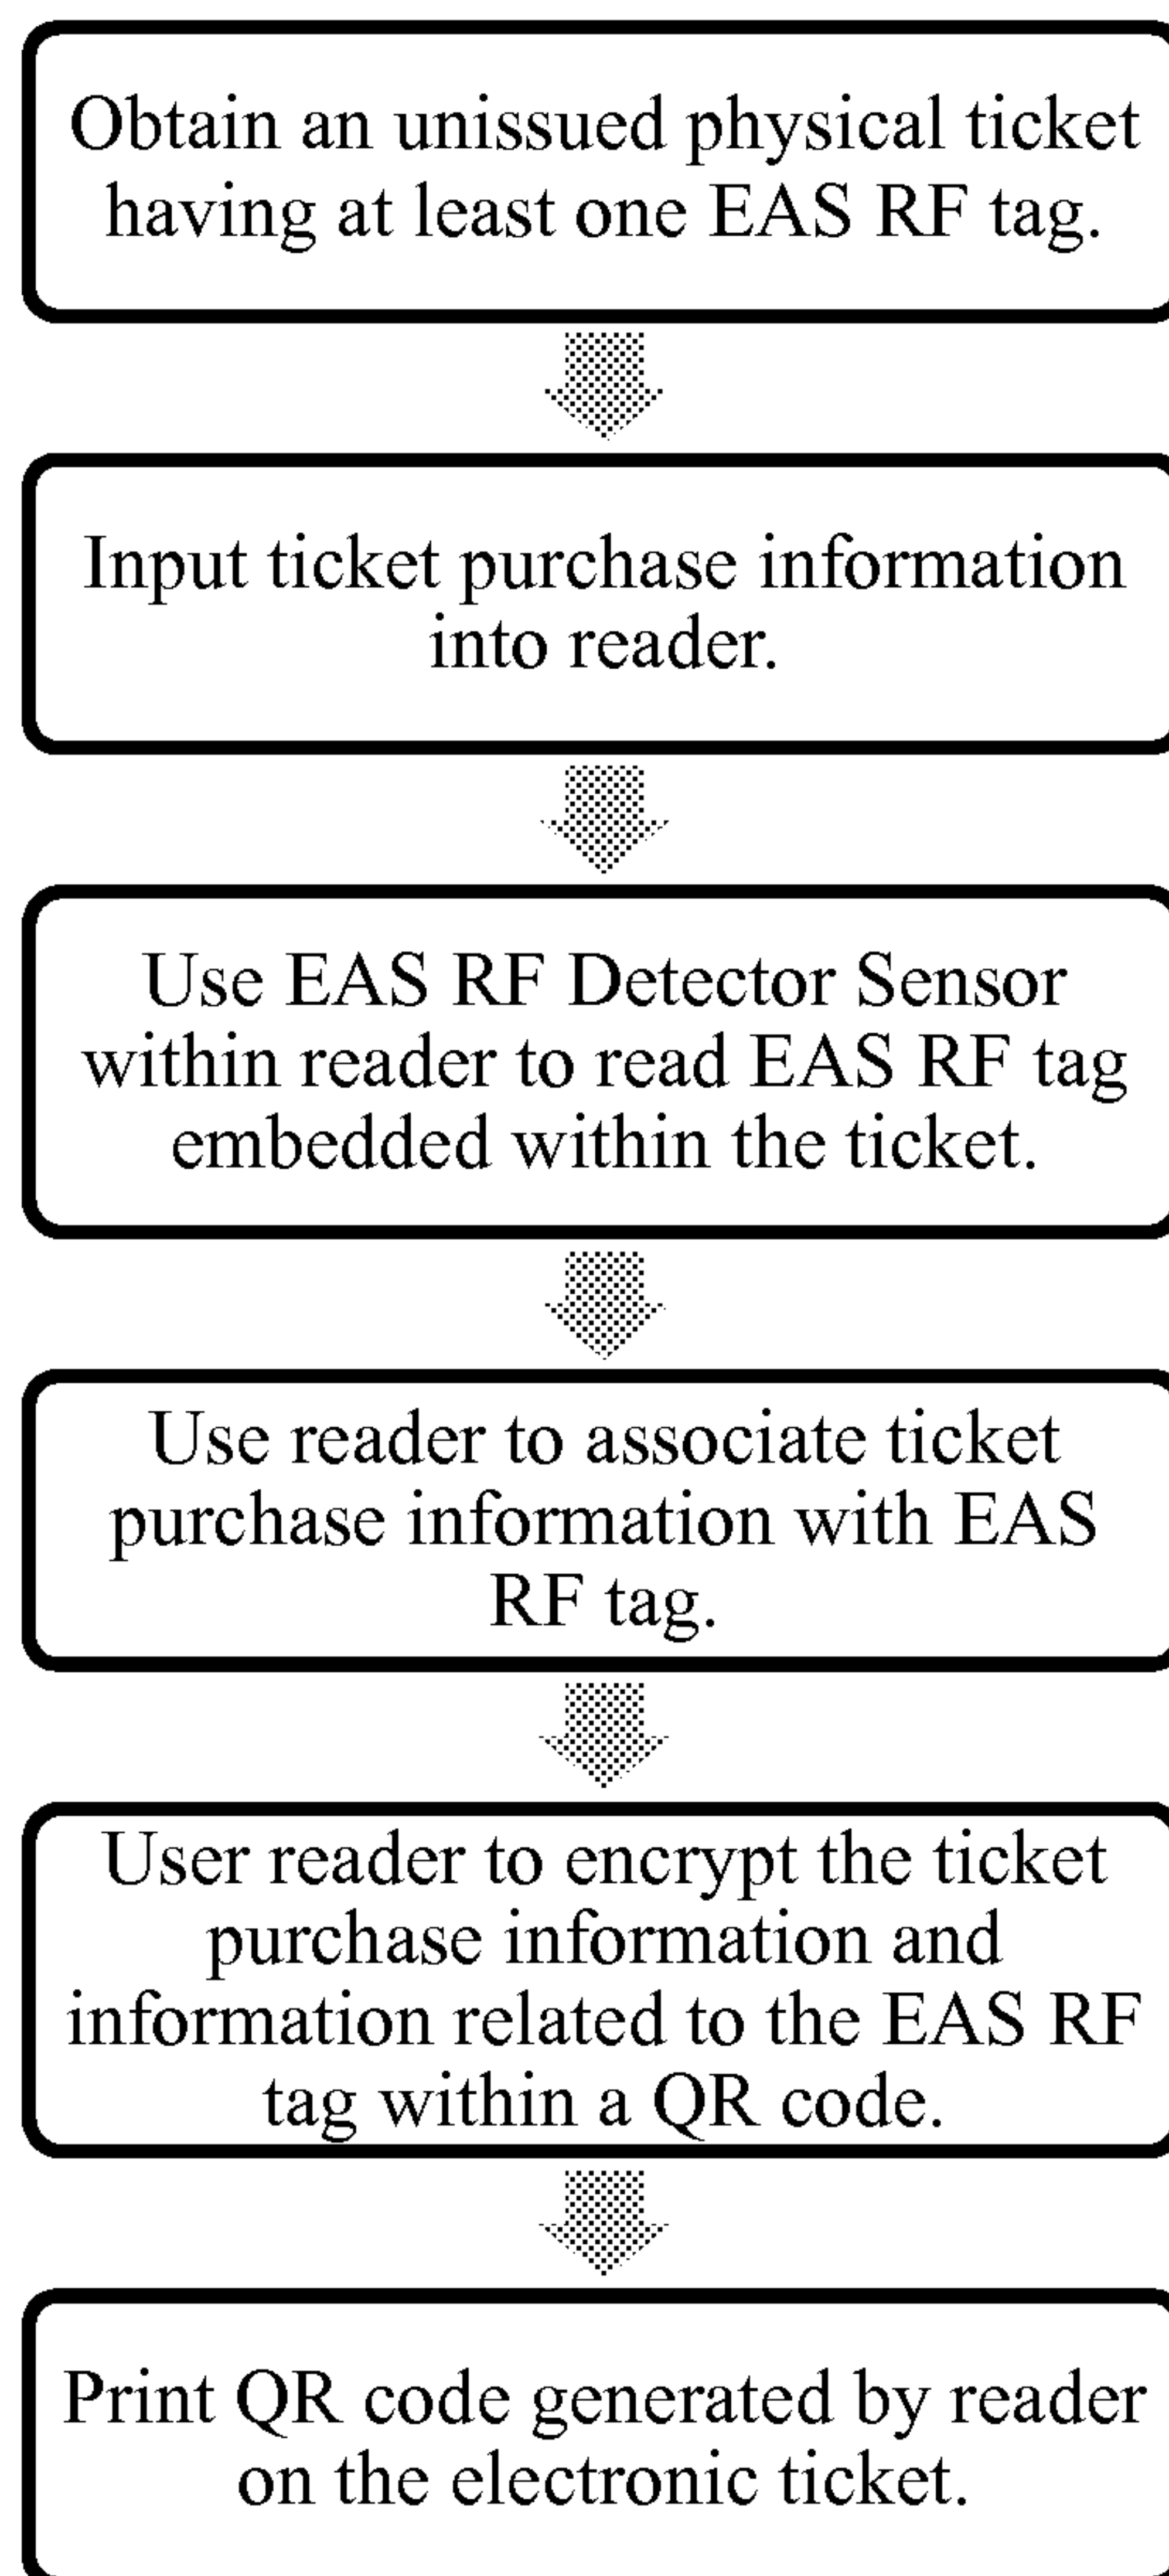 Obtain an unissued physical ticket
having at least one EAS RF tag.
Input ticket purchase information
into reader.
Use EAS RF Detector Sensor
within reader to read EAS RF tag
embedded within the ticket.
Use reader to associate ticket
purchase information with EAS
RF tag.
User reader to encrypt the ticket
purchase information and
information related to the EAS RF
tag within a QR code.
Print QR code generated by reader
on the electronic ticket.